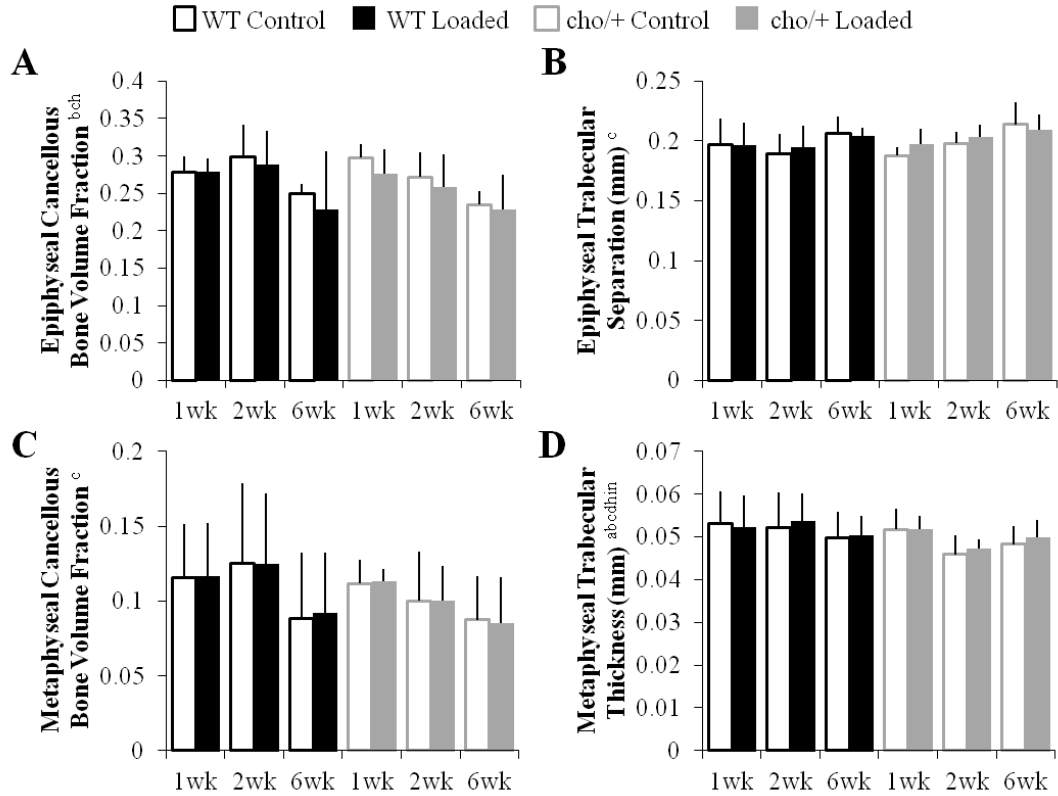 WT Control WT Loaded cho/+ Control cho/+ Loaded
A
Epiphyseal Cancellous
Bone Volume Fraction bch
0.4
0.35
0.3
0.25
0.2
0.15
0.1
0.05
0
1wk 2wk 6wk 1wk 2wk 6wk
B
Epiphyseal Trabecular
Separation (mm) c
0.25
0.2
0.15
0.1
0.05
0
1wk 2wk 6wk 1wk 2wk 6wk
C
Metaphyseal Cancellous
Bone Volume Fraction c
0.2
0.15
0.1
0.05
0
1wk 2wk 6wk 1wk 2wk 6wk
D
Metaphyseal Trabecular
Thickness (mm) abcdhin
0.07
0.06
0.05
0.04
0.03
0.02
0.01
0
1wk 2wk 6wk 1wk 2wk 6wk